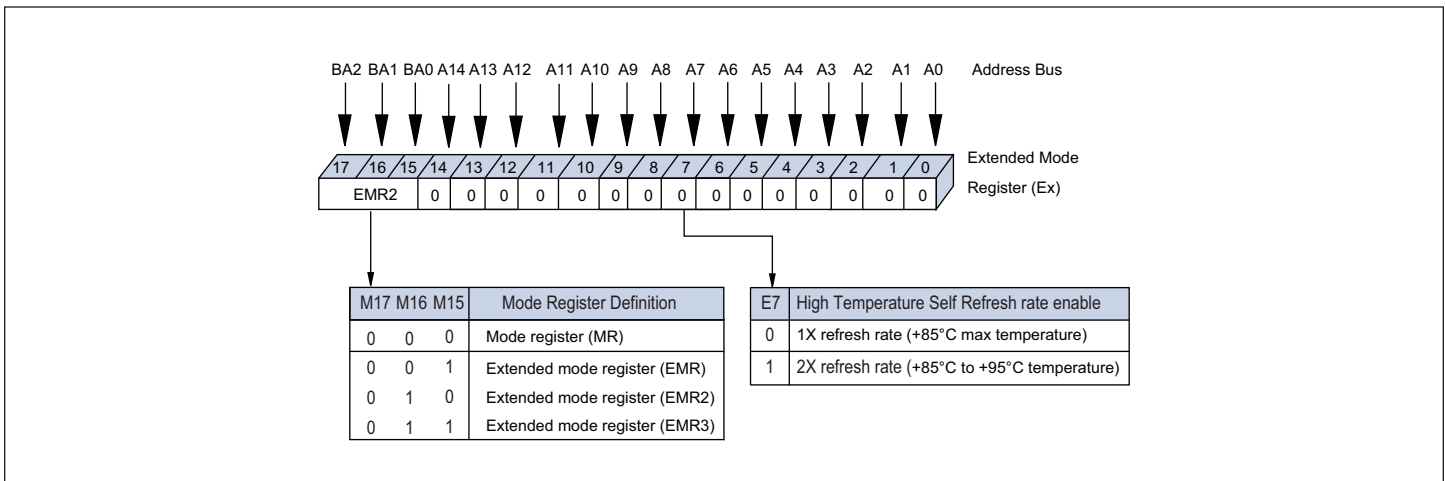 BA2 BA1 BA0 A14 A13 A12 A11 A10 A9 A8 A7 A6 A5 A4 A3 A2 A1 A0 Address Bus
17 16 15 14 13 12 11 10 9 8 7 6 5 4 3 2 1 0 Extended Mode
EMR2 0 0 0 0 0 0 0 0 0 0 0 0 0 0 0 Register (Ex)
M17 M16 M15 Mode Register Definition
0 0 0 Mode register (MR)
0 0 1 Extended mode register (EMR)
0 1 0 Extended mode register (EMR2)
0 1 1 Extended mode register (EMR3)
E7 High Temperature Self Refresh rate enable
0 1X refresh rate (+85°C max temperature)
1 2X refresh rate (+85°C to +95°C temperature)